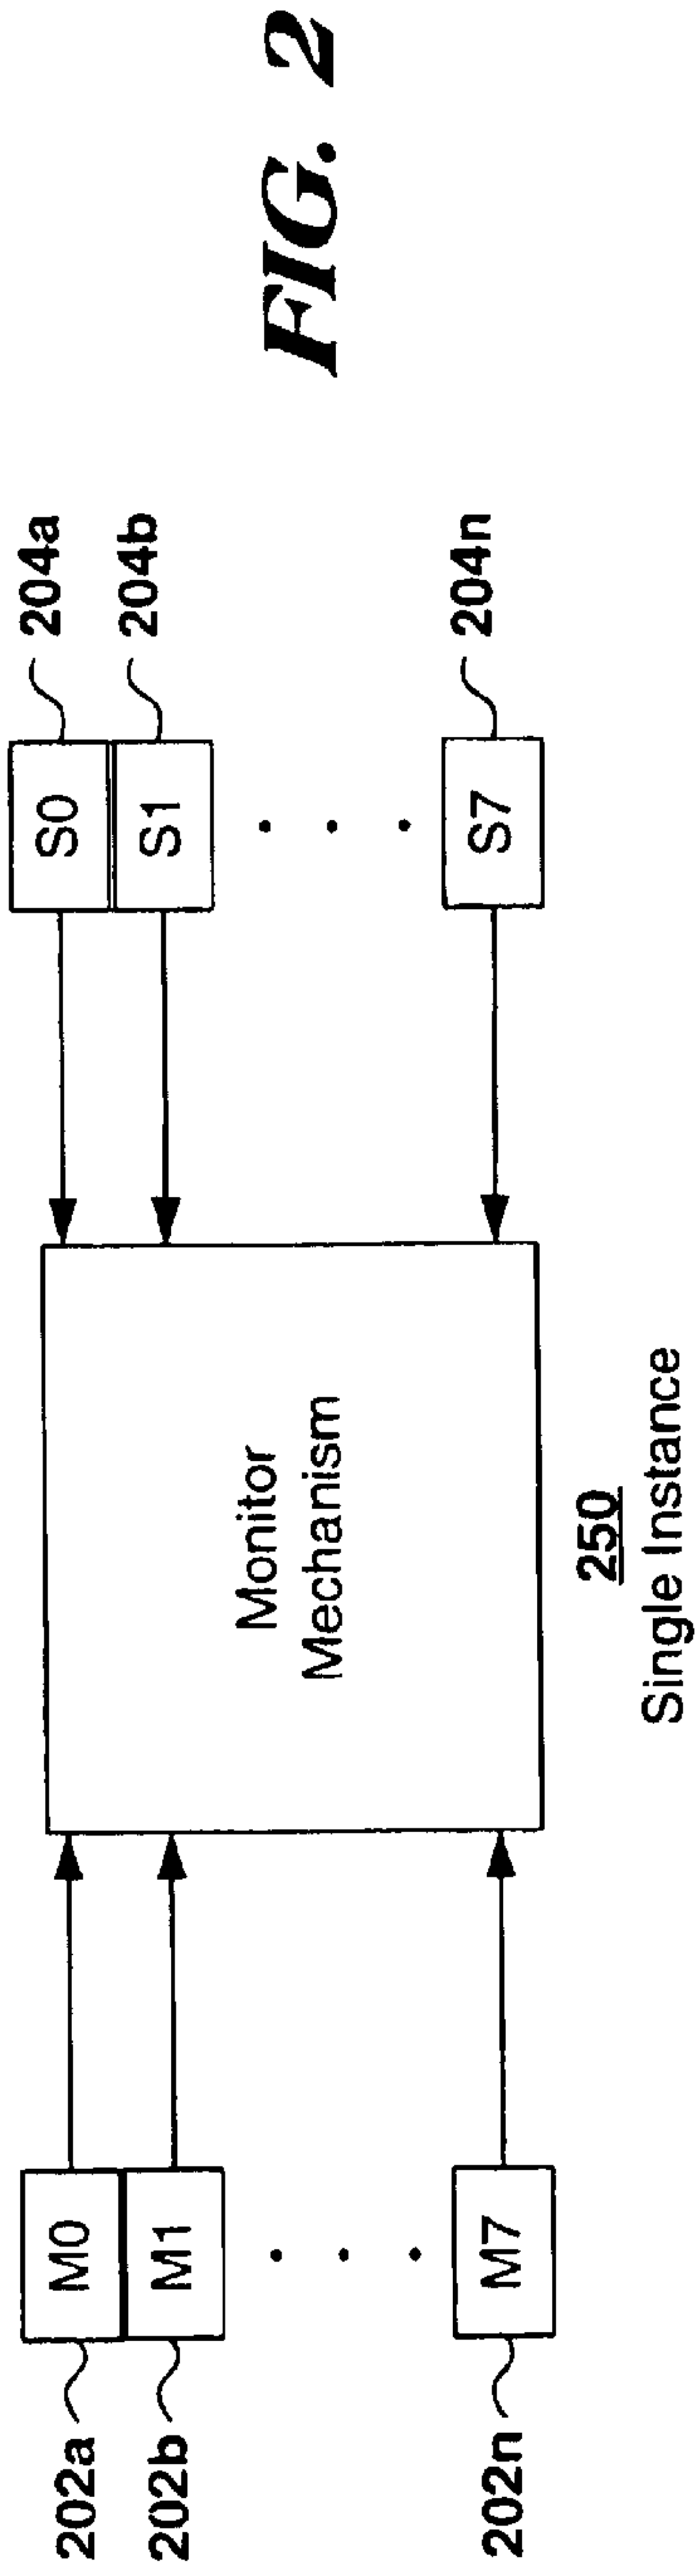 202a
M0
S0
204a
202b
M1
S1
204b
Monitor
Mechanism
202n
M7
S7
204n
250
Single Instance
FIG. 2